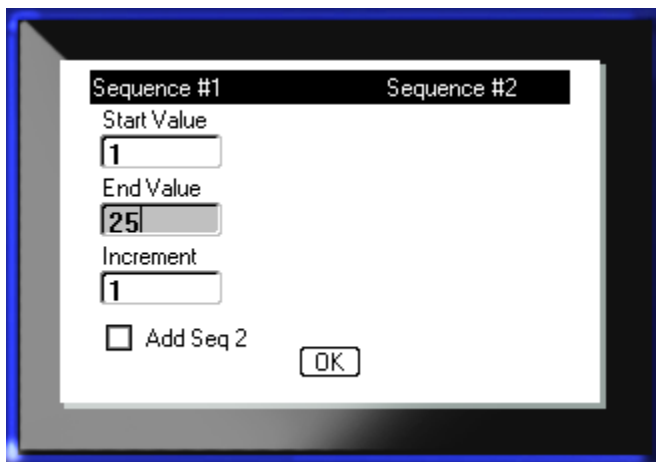 Sequence #1 Sequence #2
Start Value
1
End Value
25
Increment
1
Add Seq 2
OK